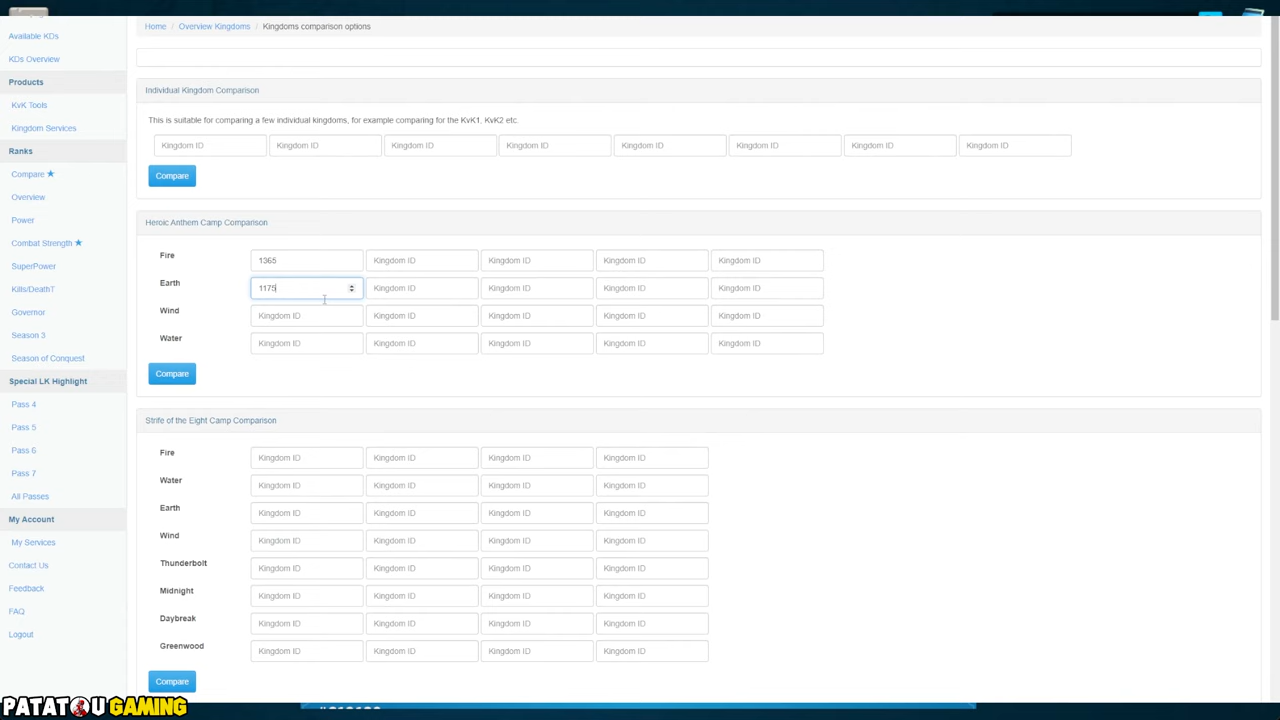 Home / Overview Kingdoms / Kingdoms comparison options
Available KDs
KDs Overview
Products
KvK Tools
Kingdom Services
Ranks
Compare ★
Overview
Power
Combat Strength ★
SuperPower
Kills/DeathT
Governor
Season 3
Season of Conquest
Special LK Highlight
Pass 4
Pass 5
Pass 6
Pass 7
All Passes
My Account
My Services
Contact Us
Feedback
FAQ
Logout
Individual Kingdom Comparison
This is suitable for comparing a few individual kingdoms, for example comparing for the KvK1, KvK2 etc.
Kingdom ID Kingdom ID Kingdom ID Kingdom ID Kingdom ID Kingdom ID Kingdom ID Kingdom ID
Compare
Heroic Anthem Camp Comparison
Fire 1365 Kingdom ID Kingdom ID Kingdom ID Kingdom ID
Earth 1175 Kingdom ID Kingdom ID Kingdom ID Kingdom ID
Wind Kingdom ID Kingdom ID Kingdom ID Kingdom ID Kingdom ID
Water Kingdom ID Kingdom ID Kingdom ID Kingdom ID Kingdom ID
Compare
Strife of the Eight Camp Comparison
Fire Kingdom ID Kingdom ID Kingdom ID Kingdom ID
Water Kingdom ID Kingdom ID Kingdom ID Kingdom ID
Earth Kingdom ID Kingdom ID Kingdom ID Kingdom ID
Wind Kingdom ID Kingdom ID Kingdom ID Kingdom ID
Thunderbolt Kingdom ID Kingdom ID Kingdom ID Kingdom ID
Midnight Kingdom ID Kingdom ID Kingdom ID Kingdom ID
Daybreak Kingdom ID Kingdom ID Kingdom ID Kingdom ID
Greenwood Kingdom ID Kingdom ID Kingdom ID Kingdom ID
Compare
PATATOU GAMING